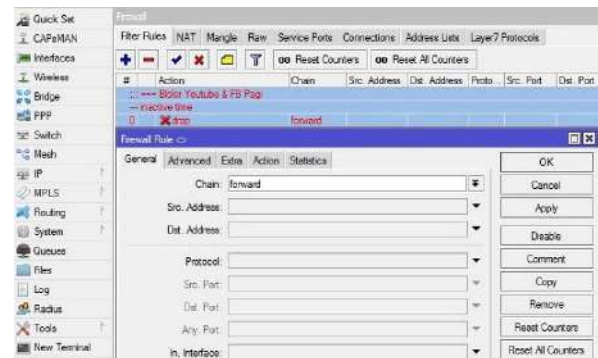 Quick Set
CAPsMAN
Interfaces
Wireless
Bridge
PPP
Switch
Mesh
IP
MPLS
Routing
System
Queues
Files
Log
Radius
Tools
New Terminal
Firewall
Filter Rules NAT Mangle Raw Service Ports Connections Address Lists Layer7 Protocols
00 Reset Counters 00 Reset All Counters
# Action Chain Src. Address Dst. Address Proto... Src. Port Dst. Port
::: --- Blokir Youtube & FB Pagi
--- inactive time
0 drop forward
Firewall Rule <>
General Advanced Extra Action Statistics
Chain: forward
Src. Address:
Dst. Address:
Protocol:
Src. Port:
Dst. Port:
Any. Port:
In. Interface:
OK
Cancel
Apply
Disable
Comment
Copy
Remove
Reset Counters
Reset All Counters